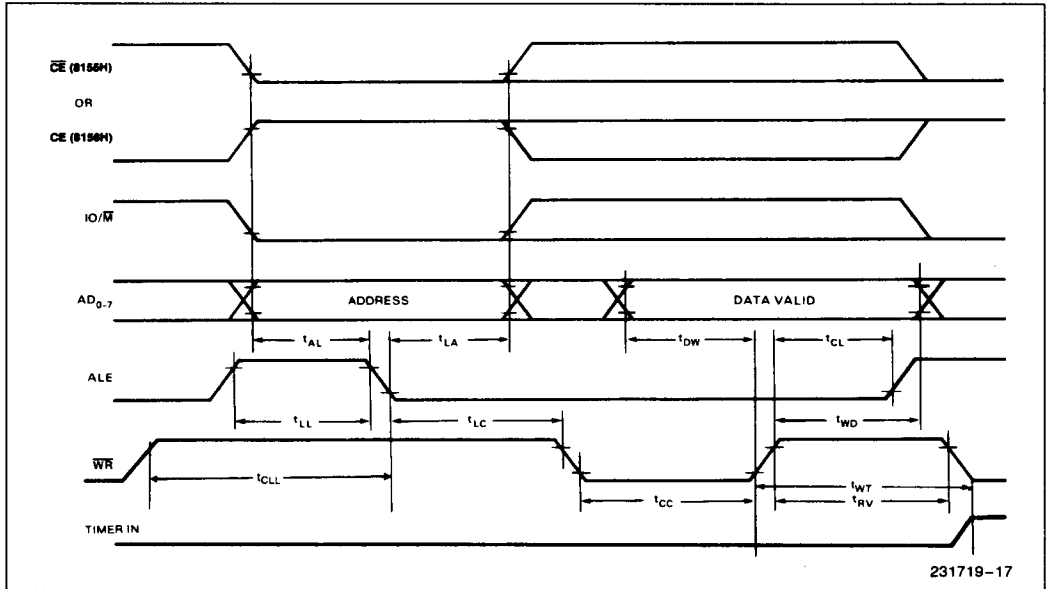 CE (8155H)
OR
CE (8156H)
IO/M
AD0-7
ADDRESS
DATA VALID
tAL
tLA
tDW
tCL
ALE
tLL
tLC
tWD
WR
tCLL
tCC
tWT
tRV
TIMER IN
231719-17